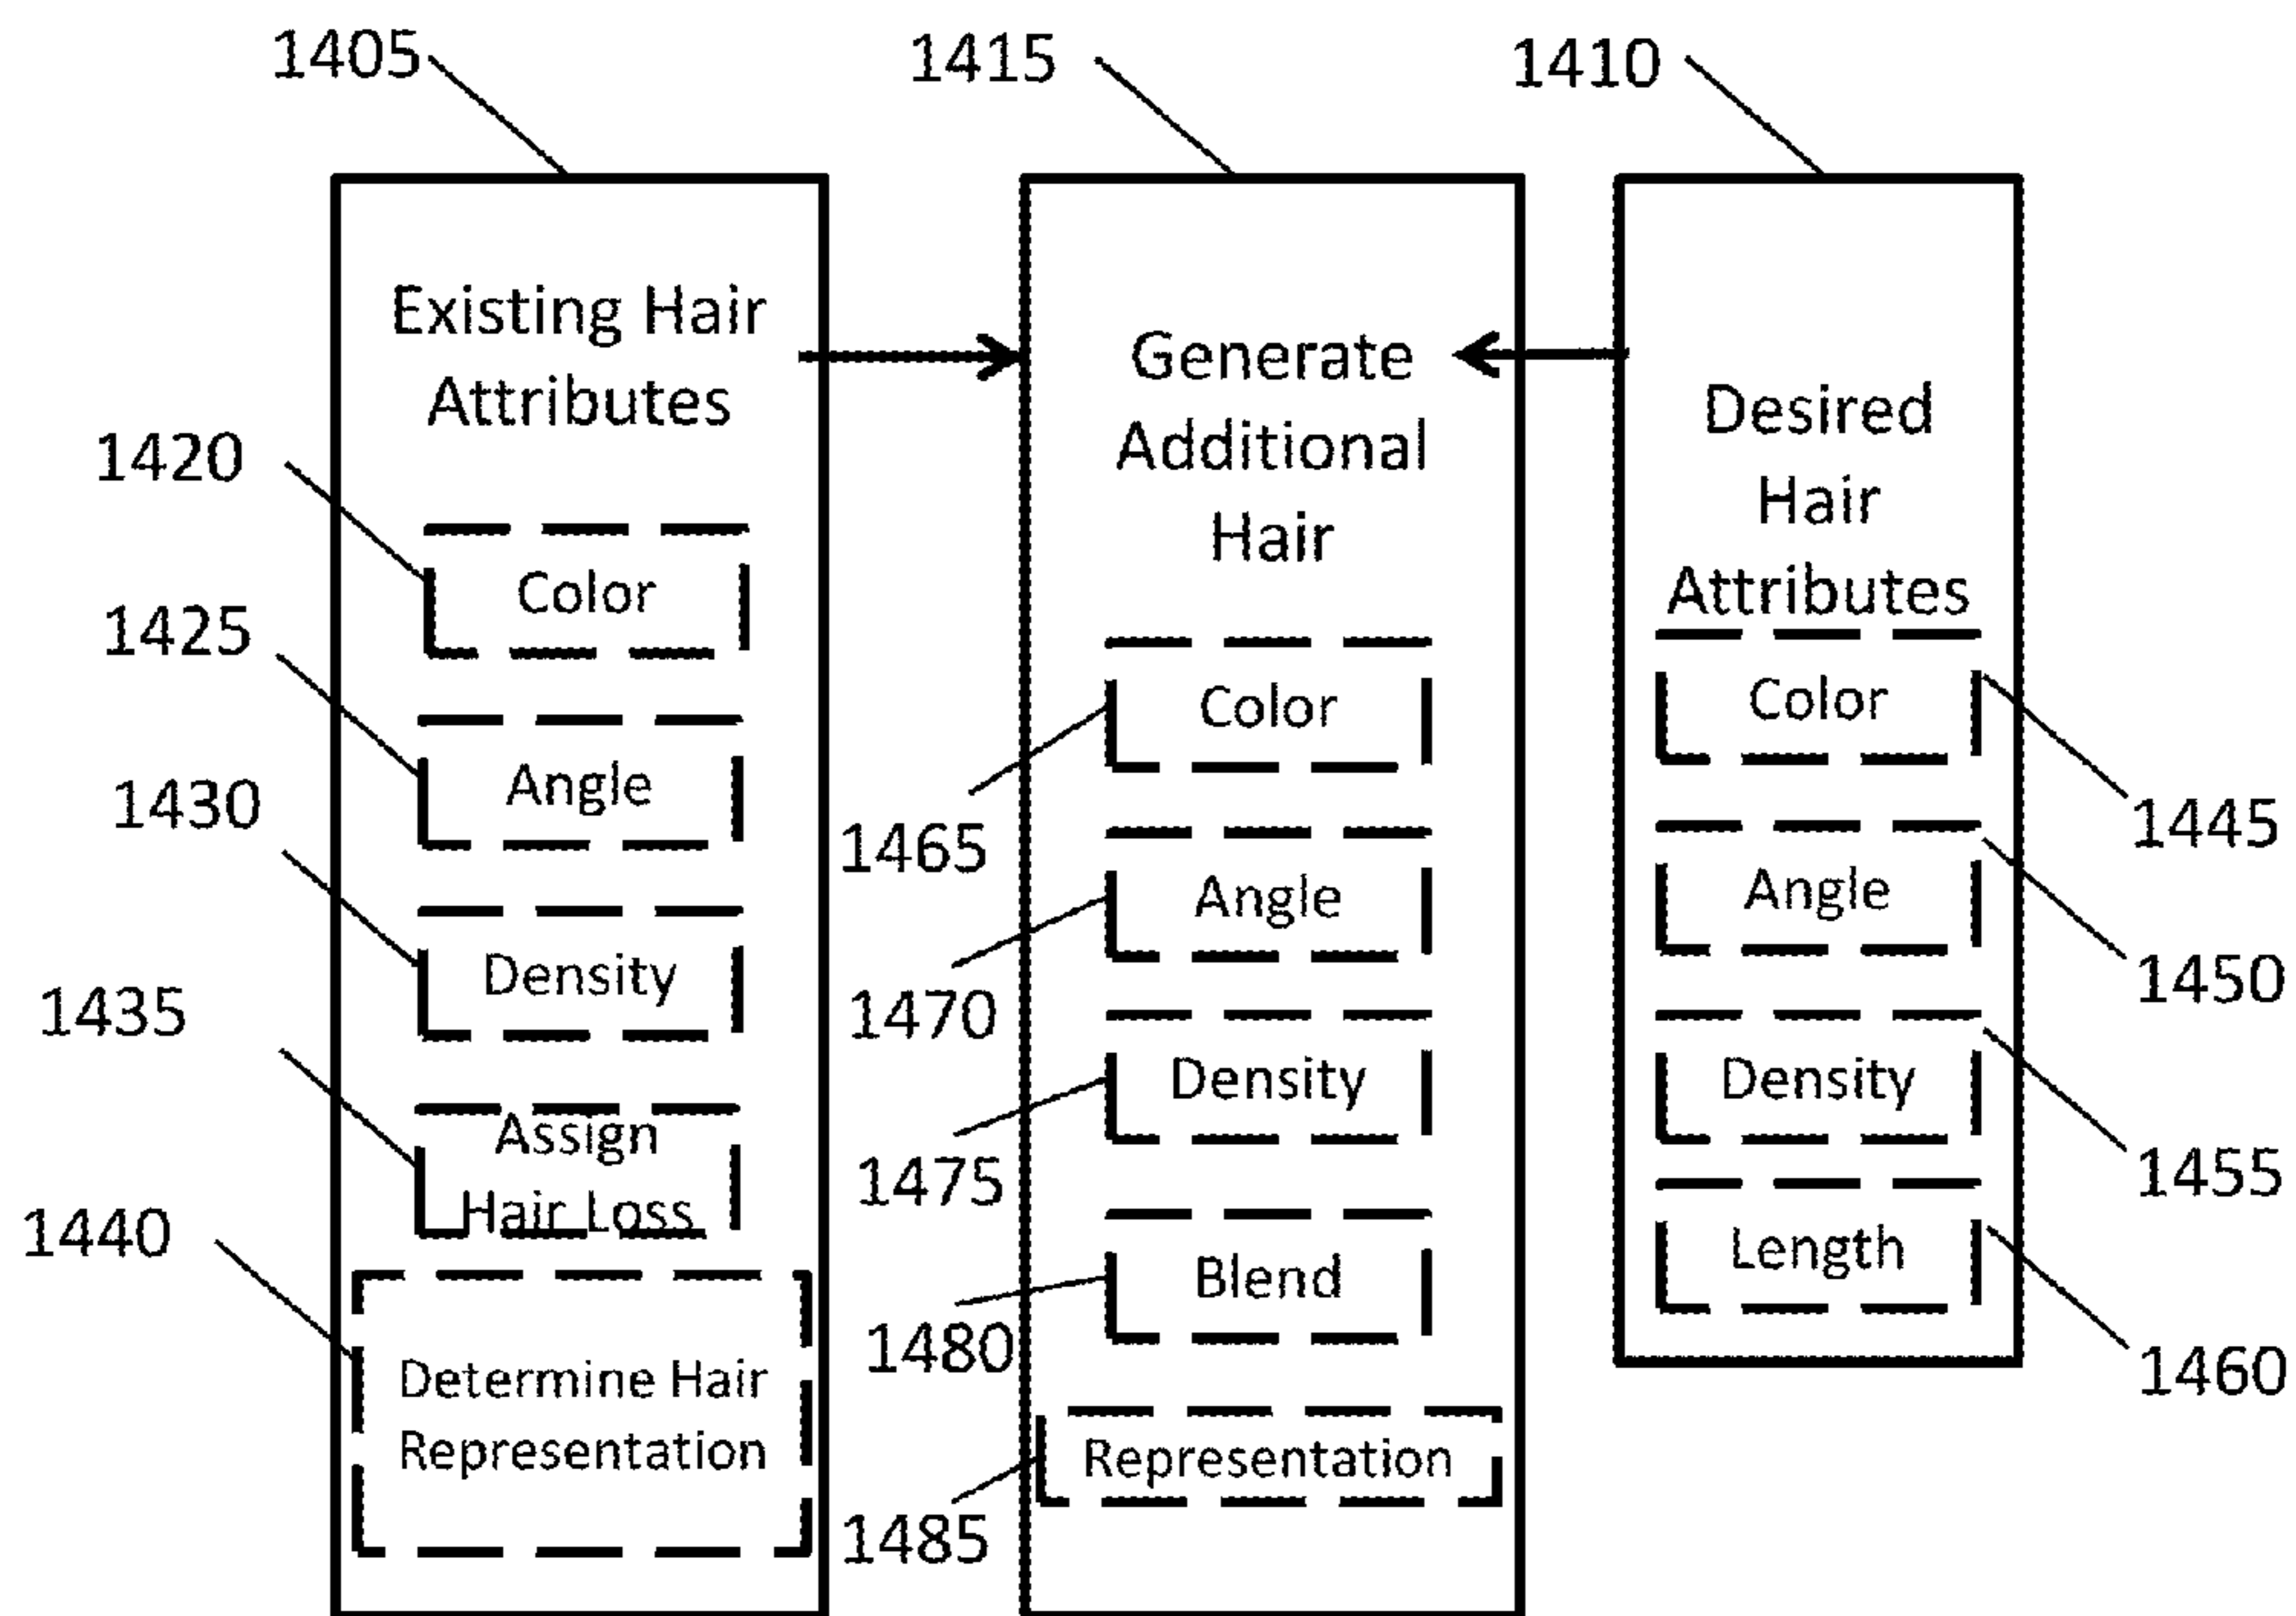 1405
1415
1410
Existing Hair
Attributes
1420
Color
1425
Angle
1430
Density
1435
Assign
Hair Loss
1440
Determine Hair
Representation
Generate
Additional
Hair
Color
1465
Angle
1470
Density
1475
Blend
1480
Representation
1485
Desired
Hair
Attributes
Color
1445
Angle
1450
Density
1455
Length
1460